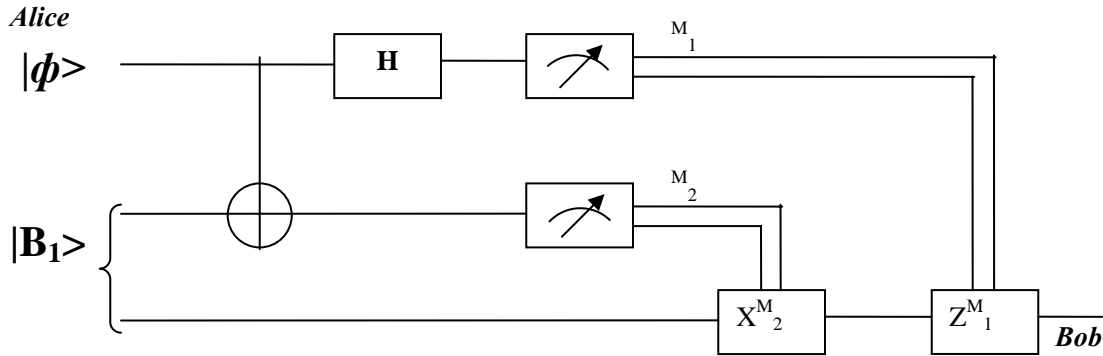 Alice
|ф>
H
M₁
M₂
|B₁>
Xᴹ₂
Zᴹ₁
Bob